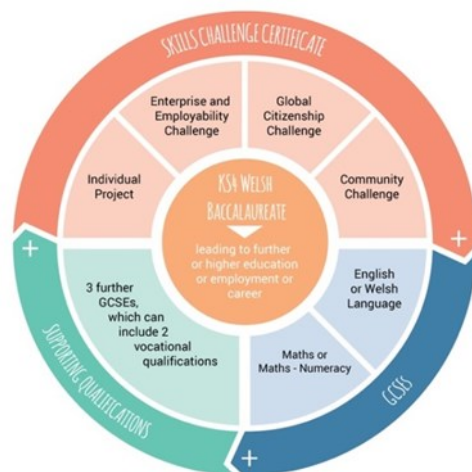 SKILLS CHALLENGE CERTIFICATE
Enterprise and
Employability
Challenge
Global
Citizenship
Challenge
Individual
Project
Community
Challenge
KS4 WELSH
BACCALAUREATE
leading to further
or higher education
or employment or
career
3 further
GCSEs,
which can
include 2
vocational
qualifications
English
or Welsh
Language
Maths or
Maths - Numeracy
SUPPORTING QUALIFICATIONS
GCSES
+
+
+